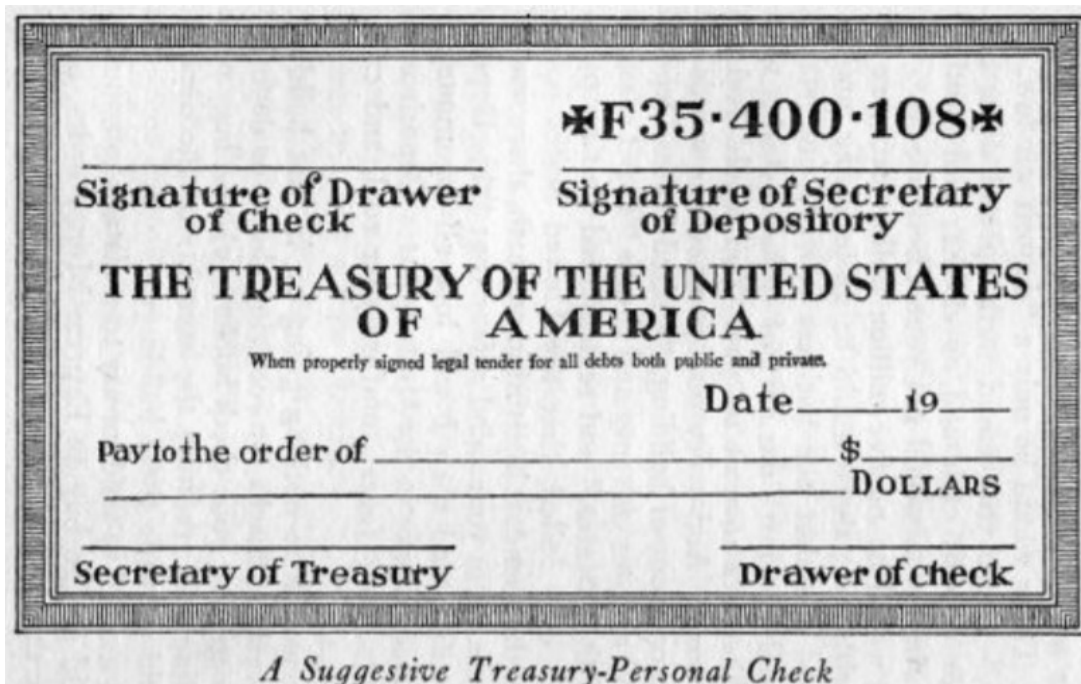 ✠F35·400·108✠
Signature of Drawer of Check
Signature of Secretary of Depository
THE TREASURY OF THE UNITED STATES
OF AMERICA
When properly signed legal tender for all debts both public and private.
Date 19
Pay to the order of $
DOLLARS
Secretary of Treasury
Drawer of check
A Suggestive Treasury-Personal Check